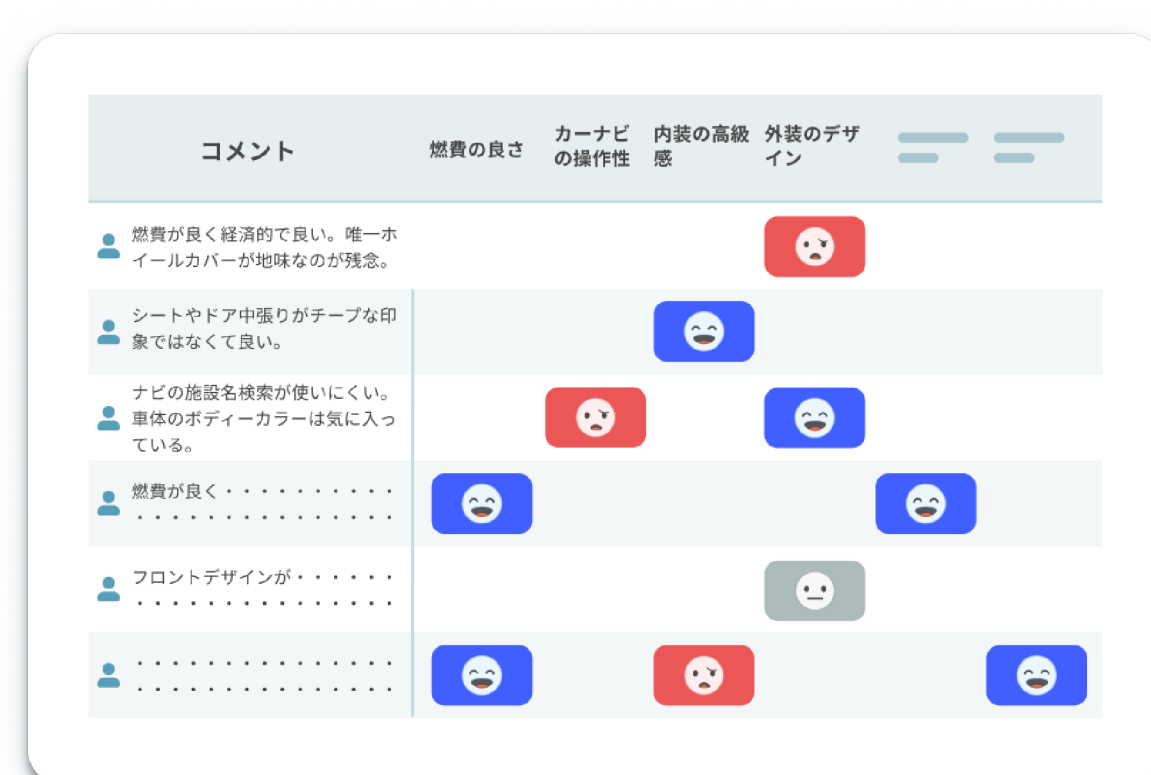 コメント
燃費の良さ
カーナビ
の操作性
内装の高級
感
外装のデザ
イン
燃費が良く経済的で良い。唯一ホ
イールカバーが地味なのが残念。
シートやドア中張りがチープな印
象ではなくて良い。
ナビの施設名検索が使いにくい。
車体のボディーカラーは気に入っ
ている。
燃費が良く・・・・・・・・・・
・・・・・・・・・・・・・・・
フロントデザインが・・・・・・
・・・・・・・・・・・・・・・
・・・・・・・・・・・・・・・
・・・・・・・・・・・・・・・